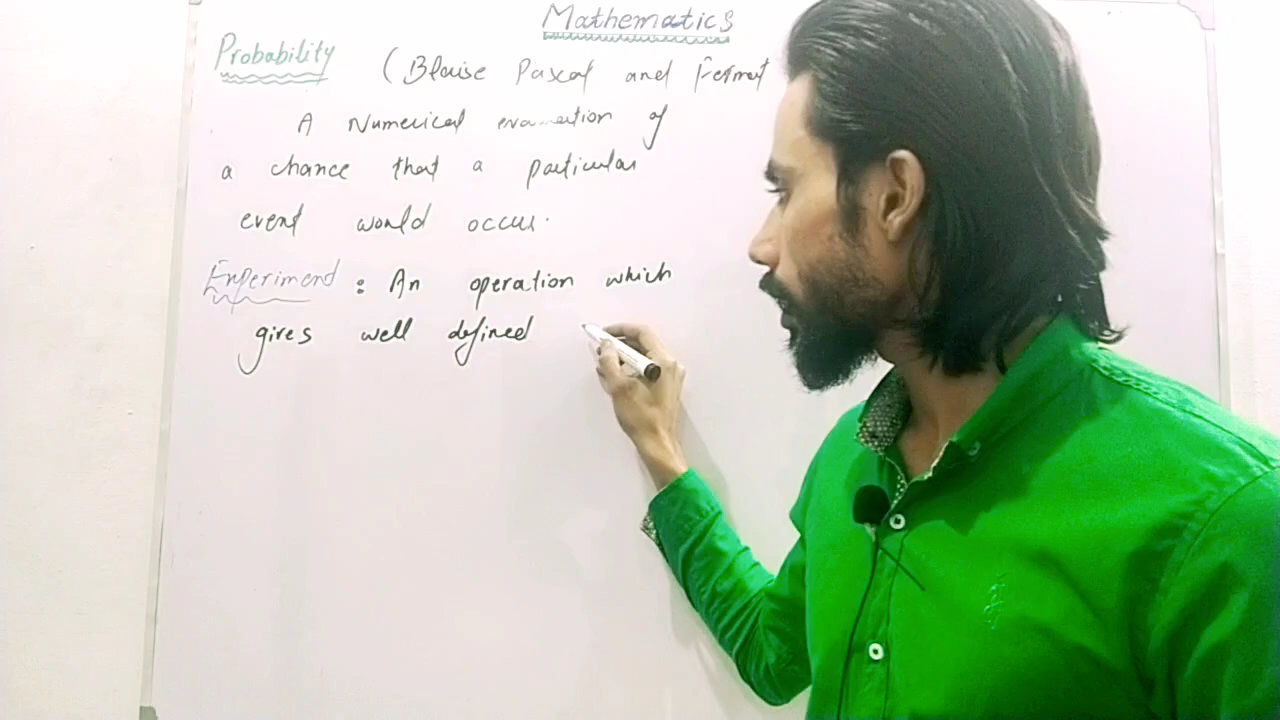 Mathematics
Probability (Blaise Pascal and Fermat
A Numerical of
a chance that a particular
event would occur.
Experiment : An operation which
gives well defined